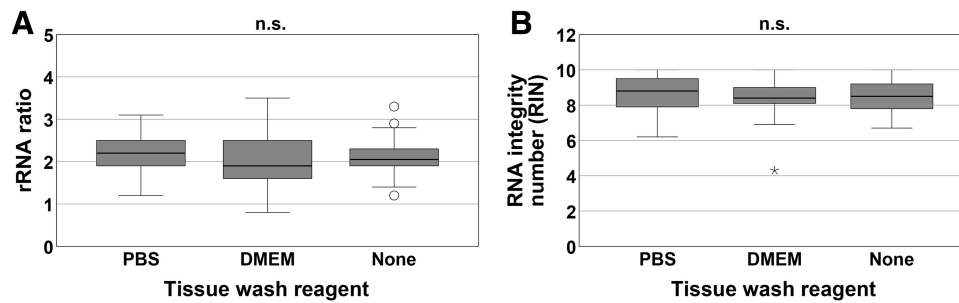 A
n.s.
5
4
3
2
1
0
rRNA ratio
PBS DMEM None
Tissue wash reagent
B
n.s.
12
10
8
6
4
2
0
RNA integrity
number (RIN)
PBS DMEM None
Tissue wash reagent